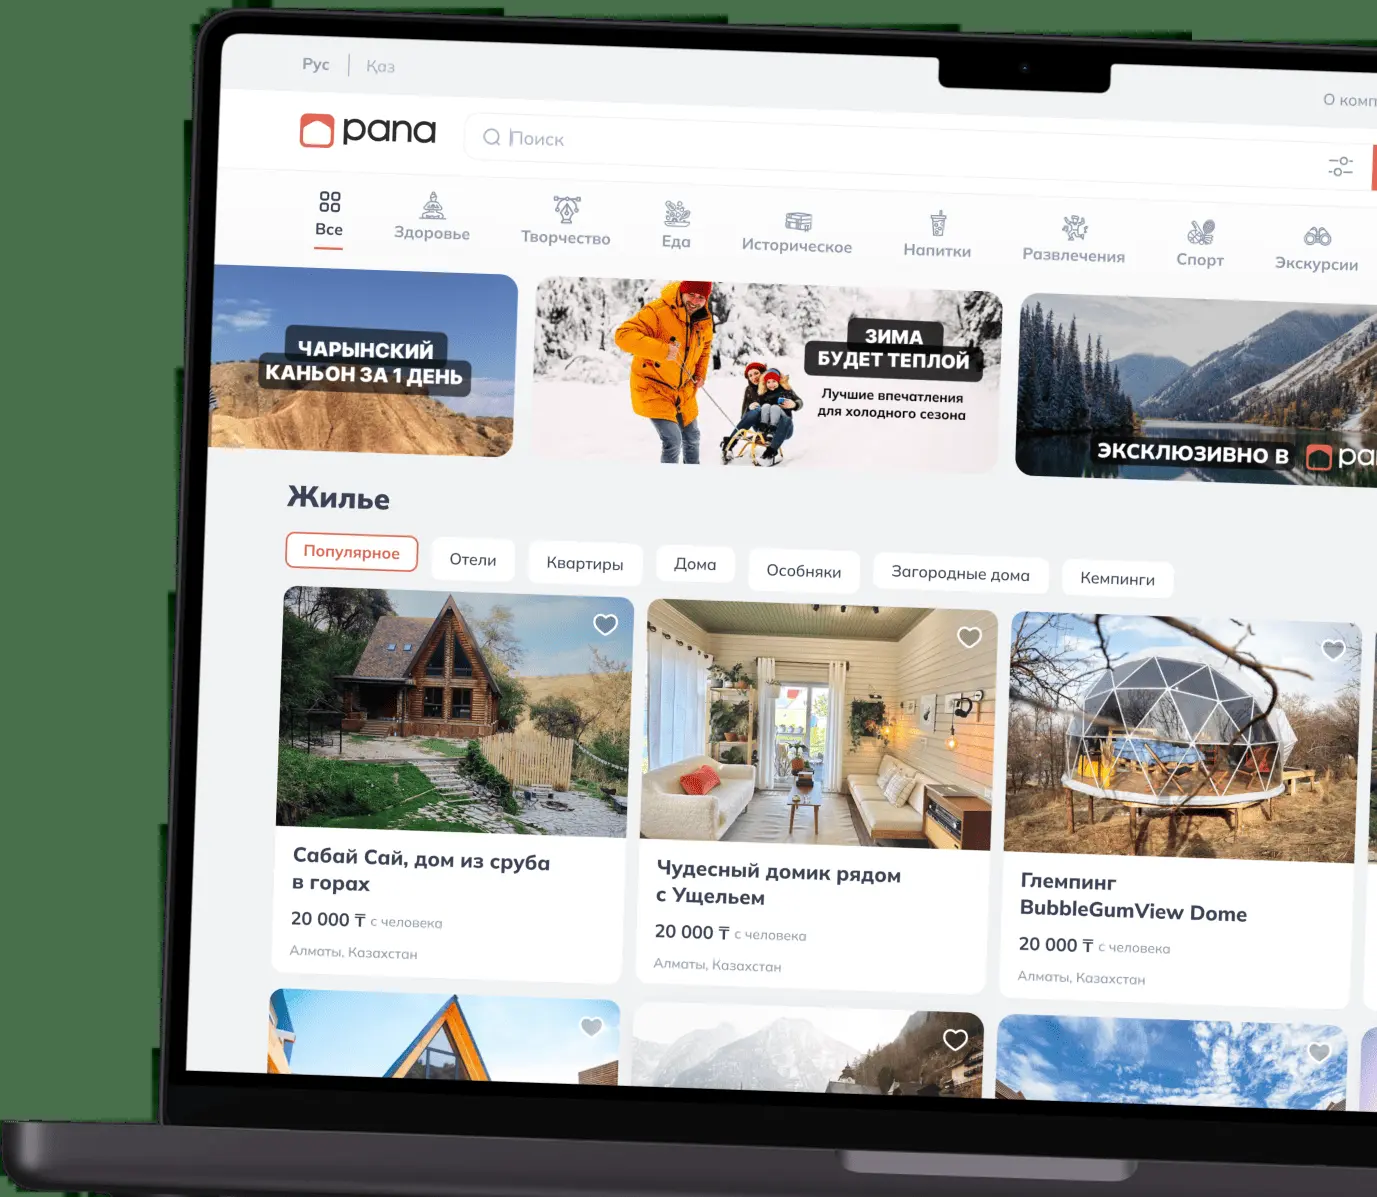 Рус
Қаз
О комп
pana
Поиск
Все
Здоровье
Творчество
Еда
Историческое
Напитки
Развлечения
Спорт
Экскурсии
ЧАРЫНСКИЙ
КАНЬОН ЗА 1 ДЕНЬ
ЗИМА
БУДЕТ ТЕПЛОЙ
Лучшие впечатления
для холодного сезона
ЭКСКЛЮЗИВНО В pa
Жилье
Популярное
Отели
Квартиры
Дома
Особняки
Загородные дома
Кемпинги
Сабай Сай, дом из сруба
в горах
20 000 ₸ с человека
Алматы, Казахстан
Чудесный домик рядом
с Ущельем
20 000 ₸ с человека
Алматы, Казахстан
Глемпинг
BubbleGumView Dome
20 000 ₸ с человека
Алматы, Казахстан